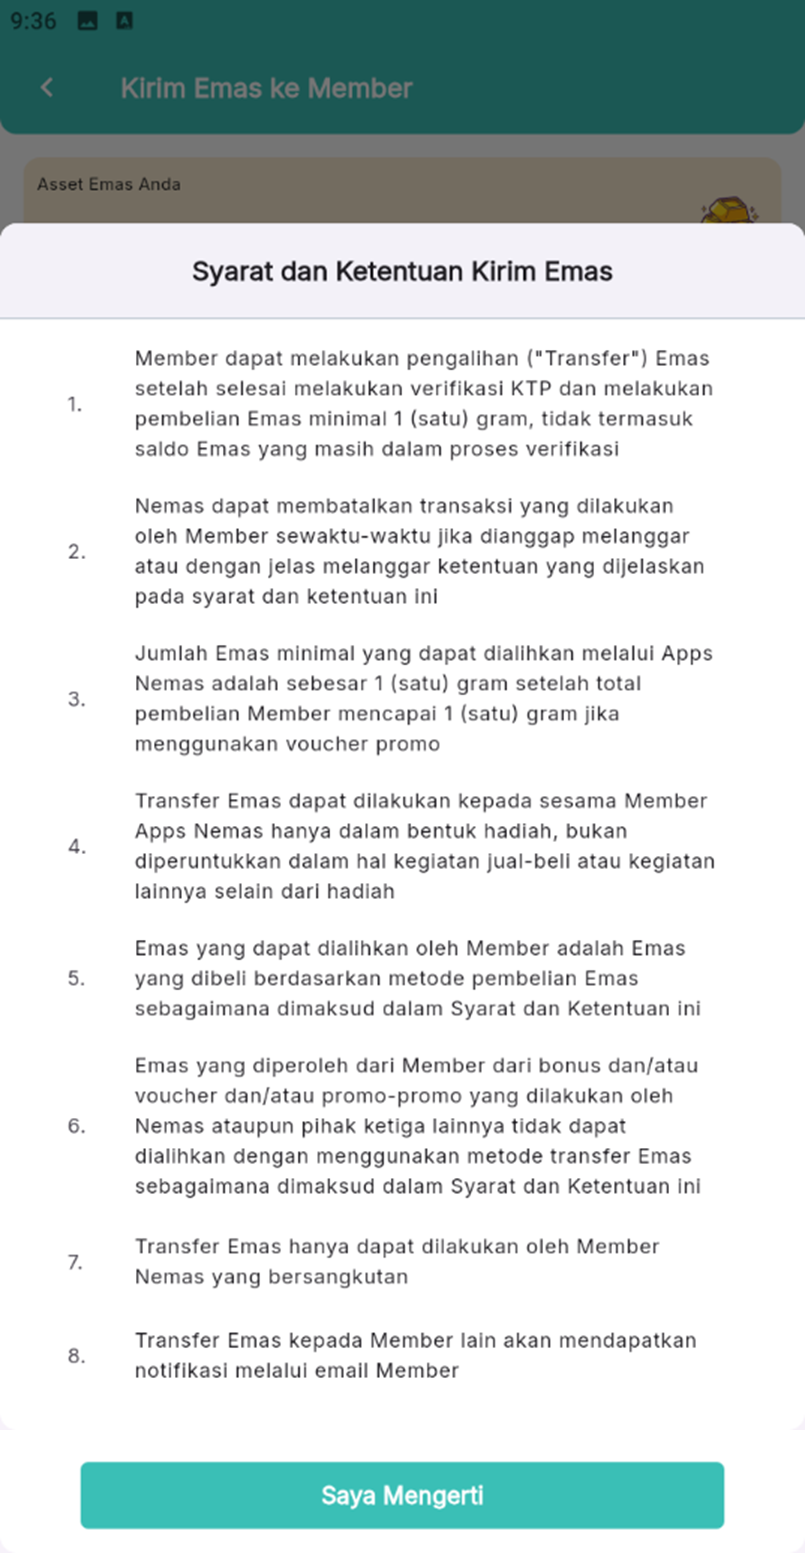 9:36
Kirim Emas ke Member
Asset Emas Anda
Syarat dan Ketentuan Kirim Emas
1.
Member dapat melakukan pengalihan ("Transfer") Emas
setelah selesai melakukan verifikasi KTP dan melakukan
pembelian Emas minimal 1 (satu) gram, tidak termasuk
saldo Emas yang masih dalam proses verifikasi
2.
Nemas dapat membatalkan transaksi yang dilakukan
oleh Member sewaktu-waktu jika dianggap melanggar
atau dengan jelas melanggar ketentuan yang dijelaskan
pada syarat dan ketentuan ini
3.
Jumlah Emas minimal yang dapat dialihkan melalui Apps
Nemas adalah sebesar 1 (satu) gram setelah total
pembelian Member mencapai 1 (satu) gram jika
menggunakan voucher promo
4.
Transfer Emas dapat dilakukan kepada sesama Member
Apps Nemas hanya dalam bentuk hadiah, bukan
diperuntukkan dalam hal kegiatan jual-beli atau kegiatan
lainnya selain dari hadiah
5.
Emas yang dapat dialihkan oleh Member adalah Emas
yang dibeli berdasarkan metode pembelian Emas
sebagaimana dimaksud dalam Syarat dan Ketentuan ini
6.
Emas yang diperoleh dari Member dari bonus dan/atau
voucher dan/atau promo-promo yang dilakukan oleh
Nemas ataupun pihak ketiga lainnya tidak dapat
dialihkan dengan menggunakan metode transfer Emas
sebagaimana dimaksud dalam Syarat dan Ketentuan ini
7.
Transfer Emas hanya dapat dilakukan oleh Member
Nemas yang bersangkutan
8.
Transfer Emas kepada Member lain akan mendapatkan
notifikasi melalui email Member
Saya Mengerti